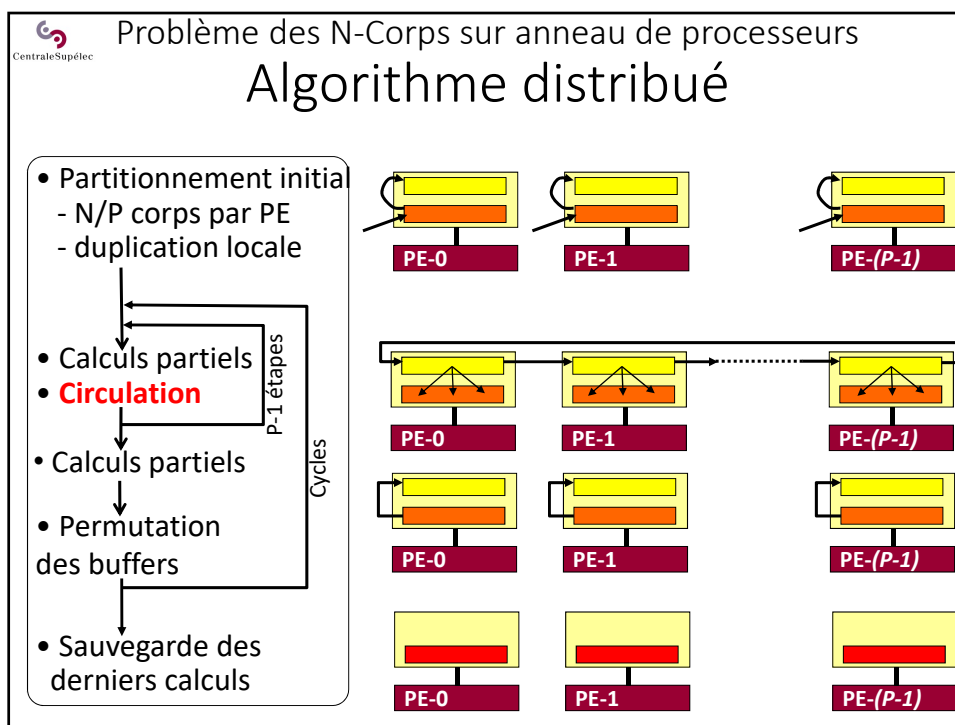 CentraleSupélec
Problème des N-Corps sur anneau de processeurs
Algorithme distribué
• Partitionnement initial
- N/P corps par PE
- duplication locale
• Calculs partiels
• Circulation
P-1 étapes
• Calculs partiels
Cycles
• Permutation
des buffers
• Sauvegarde des
derniers calculs
PE-0
PE-1
PE-(P-1)
PE-0
PE-1
PE-(P-1)
PE-0
PE-1
PE-(P-1)
PE-0
PE-1
PE-(P-1)